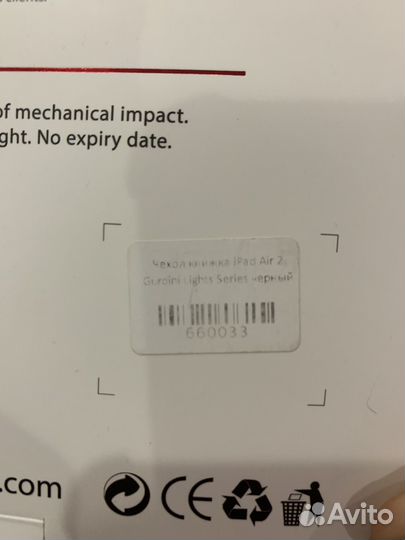 of mechanical impact.
ght. No expiry date.
Чехол книжка iPad Air 2
Gurdini Lights Series черный
660033
.com
CE
Avito